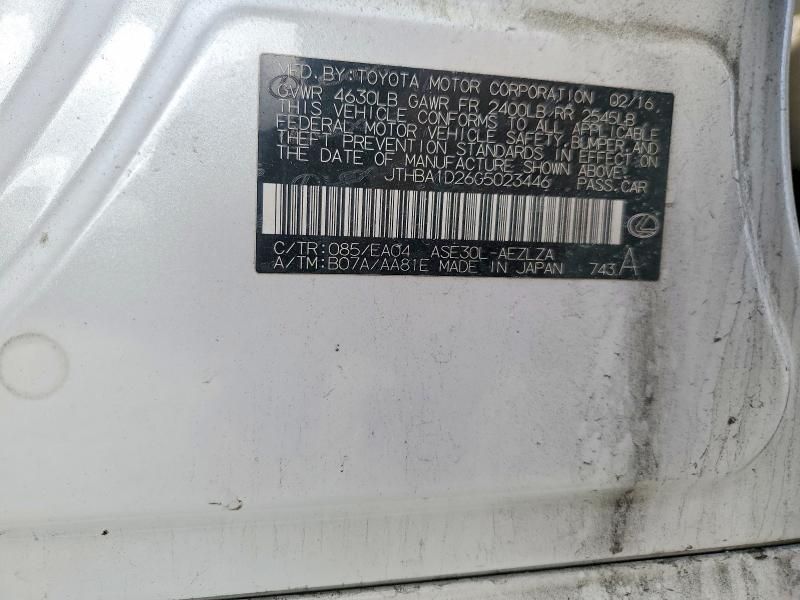 MFD. BY: TOYOTA MOTOR CORPORATION 02/16
GVWR 4630LB GAWR FR 2400LB RR 2545LB
THIS VEHICLE CONFORMS TO ALL APPLICABLE
FEDERAL MOTOR VEHICLE SAFETY, BUMPER, AND
THEFT PREVENTION STANDARDS IN EFFECT ON
THE DATE OF MANUFACTURE SHOWN ABOVE.
JTHBA1D26G5023446 PASS. CAR
C/TR: 085/EA04 ASE30L-AEZLZA
A/TM: B07A/AA81E MADE IN JAPAN 743 A